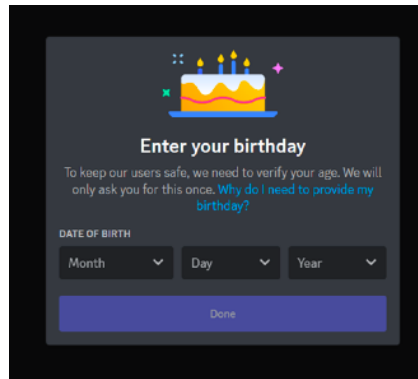 Enter your birthday
To keep our users safe, we need to verify your age. We will
only ask you for this once. Why do I need to provide my
birthday?
DATE OF BIRTH
Month Day Year
Done